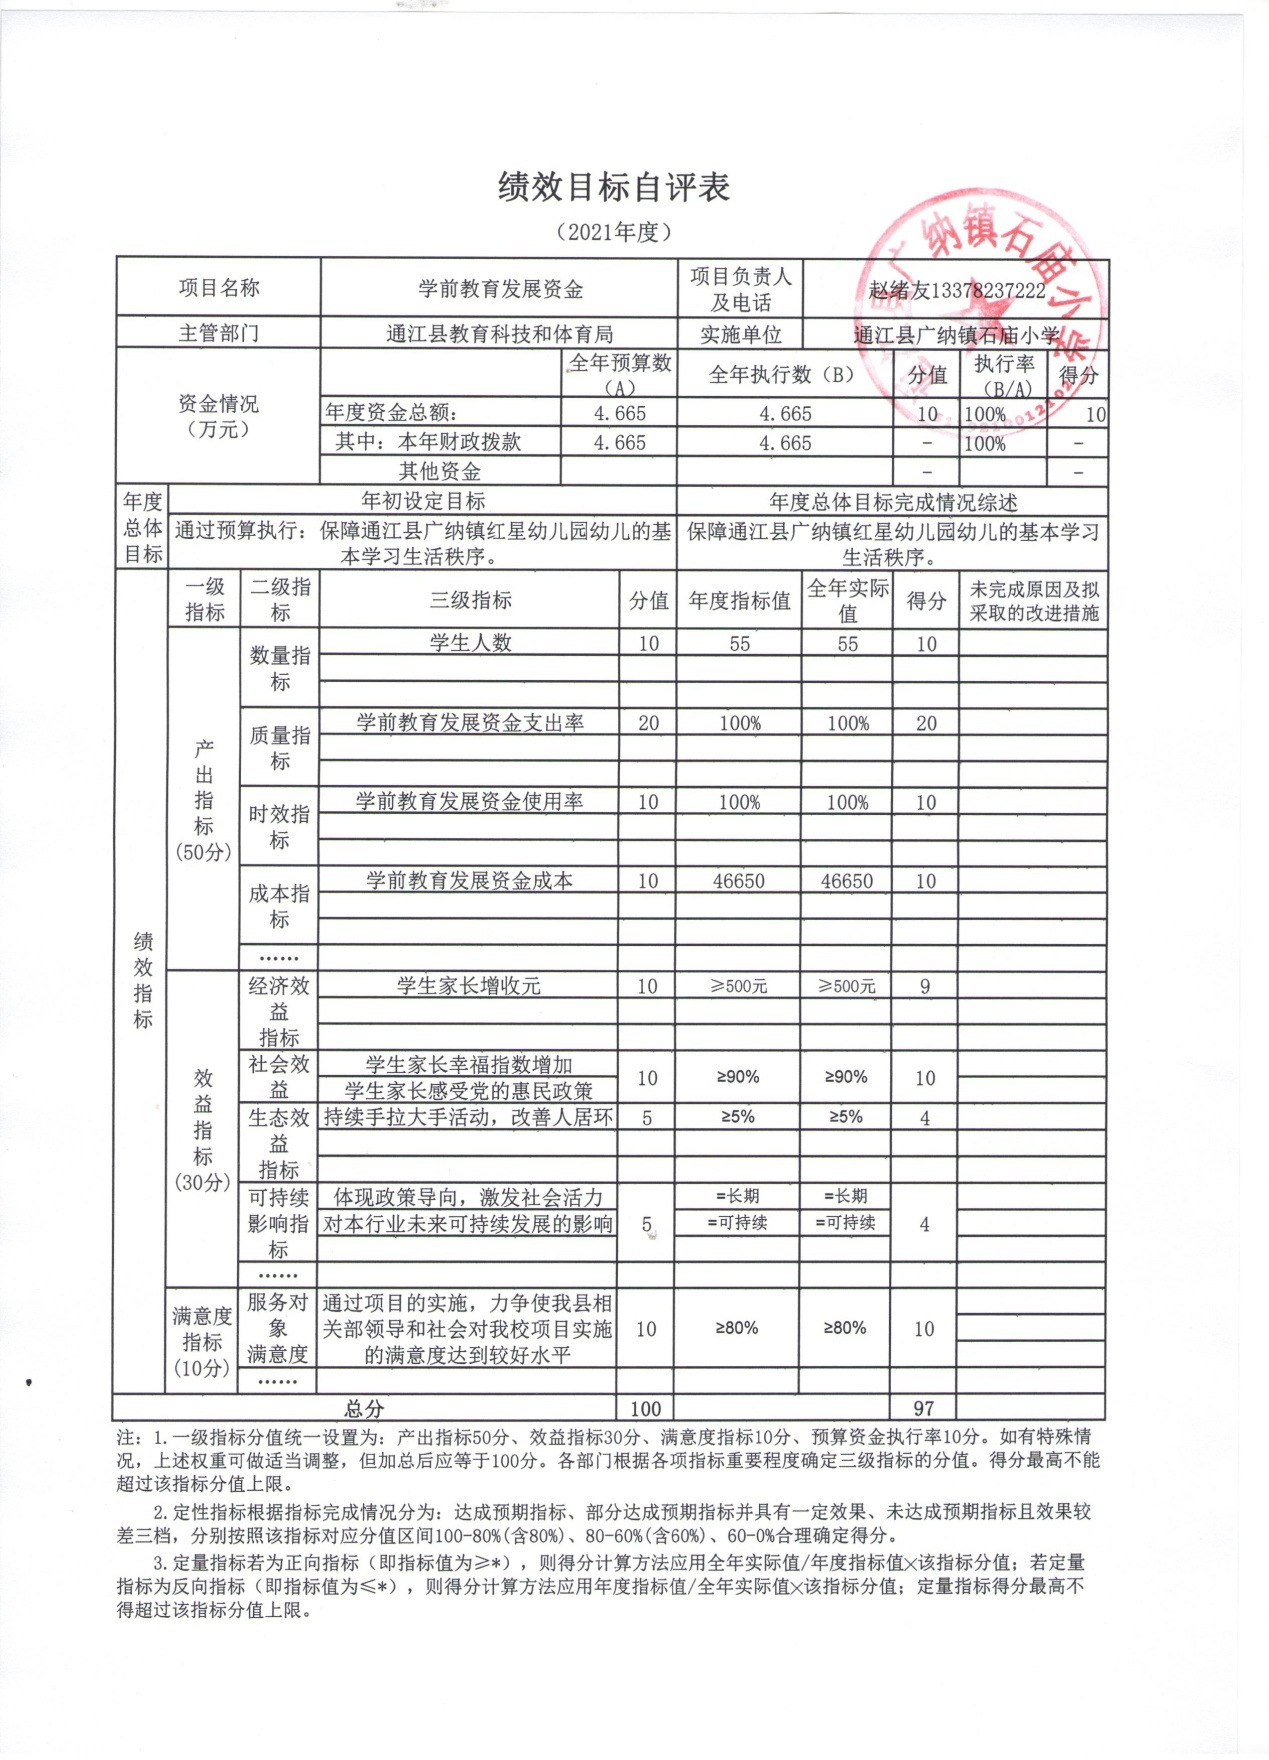 绩效目标自评表
（2021年度）
项目名称
学前教育发展资金
项目负责人
及电话
赵绪友13378237222
主管部门
通江县教育科技和体育局
实施单位
通江县广纳镇石庙小学
资金情况
（万元）
全年预算数
（A）
全年执行数（B）
分值
执行率
（B/A）
得分
年度资金总额：
4.665
4.665
10
100%
10
其中：本年财政拨款
4.665
4.665
－
100%
－
其他资金
－
－
年度
总体
目标
年初设定目标
年度总体目标完成情况综述
通过预算执行：保障通江县广纳镇红星幼儿园幼儿的基
本学习生活秩序。
保障通江县广纳镇红星幼儿园幼儿的基本学习
生活秩序。
绩
效
指
标
一级
指标
二级指
标
三级指标
分值
年度指标值
全年实际
值
得分
未完成原因及拟
采取的改进措施
产
出
指
标
(50分)
数量指
标
学生人数
10
55
55
10
质量指
标
学前教育发展资金支出率
20
100%
100%
20
时效指
标
学前教育发展资金使用率
10
100%
100%
10
成本指
标
学前教育发展资金成本
10
46650
46650
10
……
效
益
指
标
(30分)
经济效
益
指标
学生家长增收元
10
≥500元
≥500元
9
社会效
益
学生家长幸福指数增加
学生家长感受党的惠民政策
10
≥90%
≥90%
10
生态效
益
指标
持续手拉大手活动，改善人居环
5
≥5%
≥5%
4
可持续
影响指
标
体现政策导向，激发社会活力
对本行业未来可持续发展的影响
5
=长期
=长期
=可持续
=可持续
4
……
满意度
指标
(10分)
服务对
象
满意度
通过项目的实施，力争使我县相
关部领导和社会对我校项目实施
的满意度达到较好水平
10
≥80%
≥80%
10
……
总分
100
97
注：1.一级指标分值统一设置为：产出指标50分、效益指标30分、满意度指标10分、预算资金执行率10分。如有特殊情
况，上述权重可做适当调整，但加总后应等于100分。各部门根据各项指标重要程度确定三级指标的分值。得分最高不能
超过该指标分值上限。
2.定性指标根据指标完成情况分为：达成预期指标、部分达成预期指标并具有一定效果、未达成预期指标且效果较
差三档，分别按照该指标对应分值区间100-80%(含80%)、80-60%(含60%)、60-0%合理确定得分。
3.定量指标若为正向指标（即指标值为≥*），则得分计算方法应用全年实际值/年度指标值×该指标分值；若定量
指标为反向指标（即指标值为≤*），则得分计算方法应用年度指标值/全年实际值×该指标分值；定量指标得分最高不
得超过该指标分值上限。
县广纳镇石庙小学